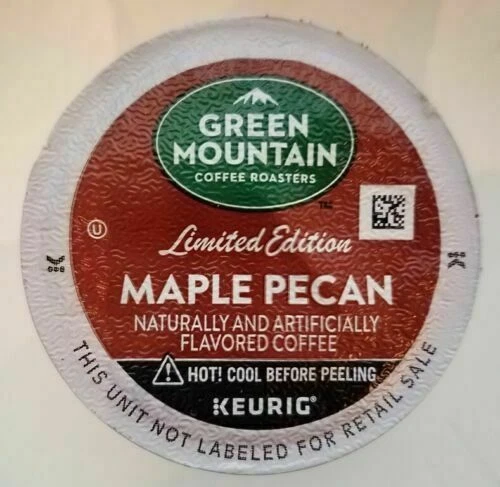 GREEN
MOUNTAIN
COFFEE ROASTERS
™
U
Limited Edition
K
K
MAPLE PECAN
NATURALLY AND ARTIFICIALLY
FLAVORED COFFEE
HOT! COOL BEFORE PEELING
KEURIG®
THIS UNIT NOT LABELED FOR RETAIL SALE